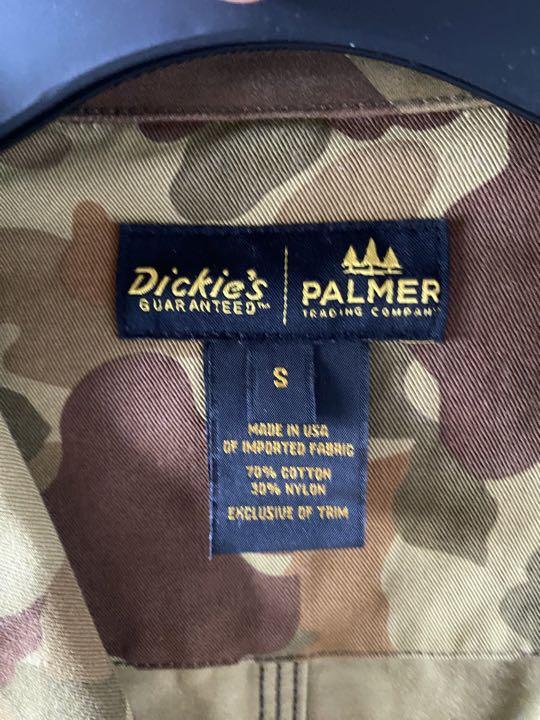 Dickie's
GUARANTEED™
PALMER
TRADING COMPANY
S
MADE IN USA
OF IMPORTED FABRIC
70% COTTON
30% NYLON
EXCLUSIVE OF TRIM